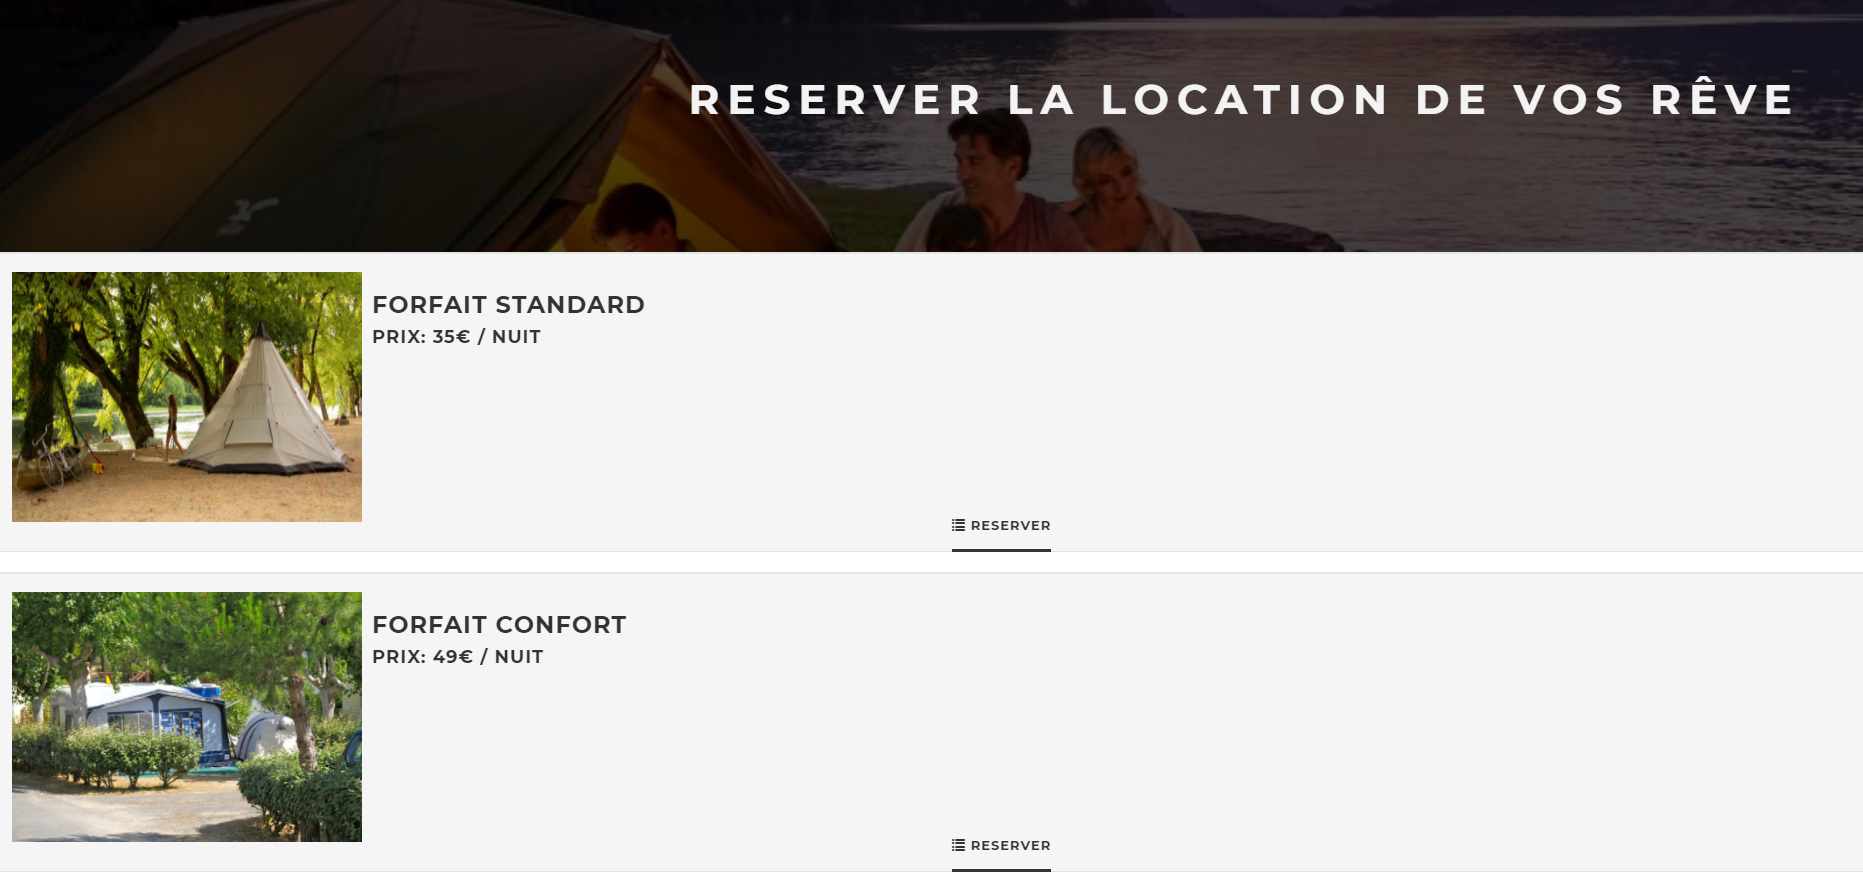 RESERVER LA LOCATION DE VOS RÊVE
FORFAIT STANDARD
PRIX: 35€ / NUIT
RESERVER
FORFAIT CONFORT
PRIX: 49€ / NUIT
RESERVER